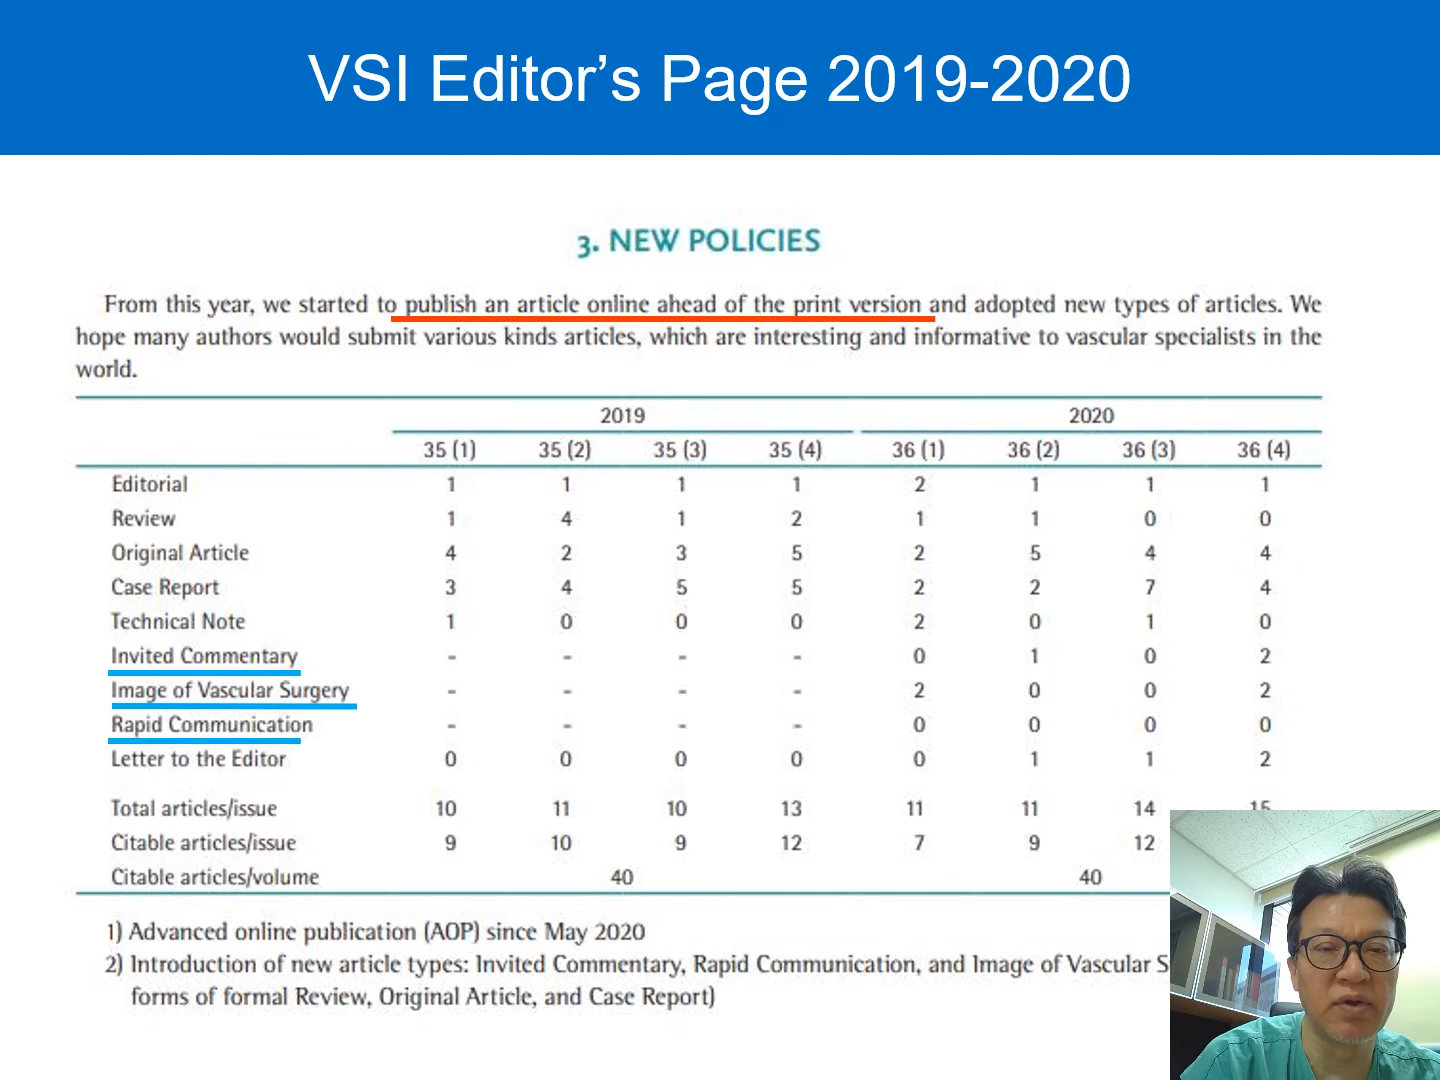 VSI Editor’s Page 2019-2020
3. NEW POLICIES
From this year, we started to publish an article online ahead of the print version and adopted new types of articles. We
hope many authors would submit various kinds articles, which are interesting and informative to vascular specialists in the
world.
2019 2020
35 (1) 35 (2) 35 (3) 35 (4) 36 (1) 36 (2) 36 (3) 36 (4)
Editorial 1 1 1 1 2 1 1 1
Review 1 4 1 2 1 1 0 0
Original Article 4 2 3 5 2 5 4 4
Case Report 3 4 5 5 2 2 7 4
Technical Note 1 0 0 0 2 0 1 0
Invited Commentary - - - - 0 1 0 2
Image of Vascular Surgery - - - - 2 0 0 2
Rapid Communication - - - - 0 0 0 0
Letter to the Editor 0 0 0 0 0 1 1 2
Total articles/issue 10 11 10 13 11 11 14 15
Citable articles/issue 9 10 9 12 7 9 12
Citable articles/volume 40 40
1) Advanced online publication (AOP) since May 2020
2) Introduction of new article types: Invited Commentary, Rapid Communication, and Image of Vascular S
forms of formal Review, Original Article, and Case Report)